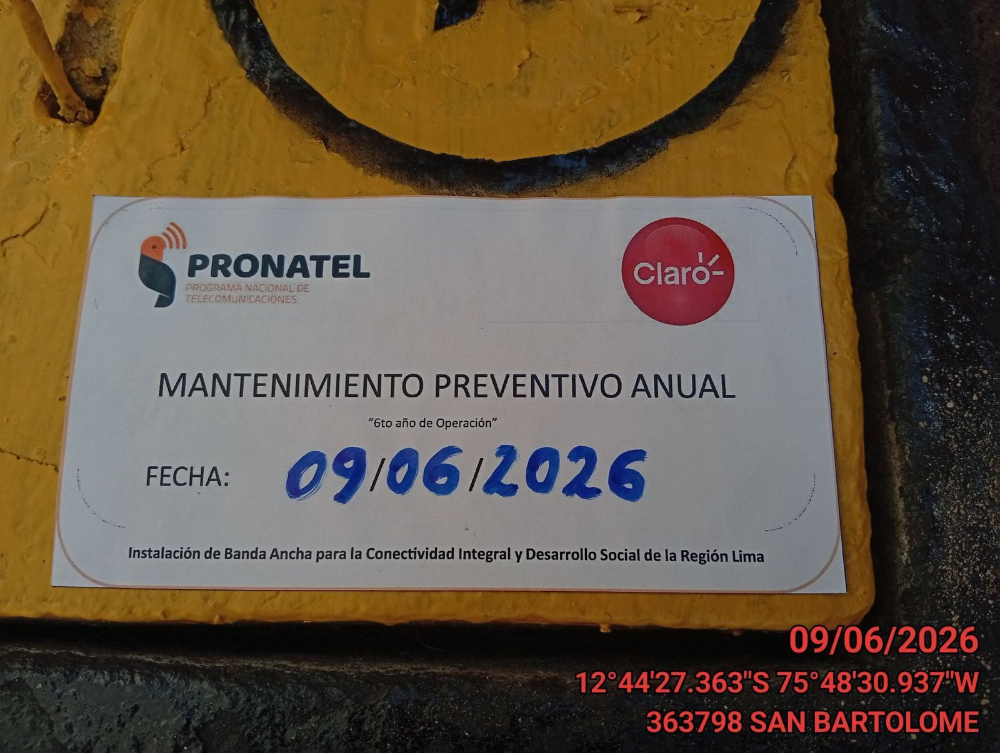 PRONATEL
PROGRAMA NACIONAL DE
TELECOMUNICACIONES
Claro
MANTENIMIENTO PREVENTIVO ANUAL
“6to año de Operación”
FECHA: 09/06/2026
Instalación de Banda Ancha para la Conectividad Integral y Desarrollo Social de la Región Lima
09/06/2026
12°44'27.363"S 75°48'30.937"W
363798 SAN BARTOLOME